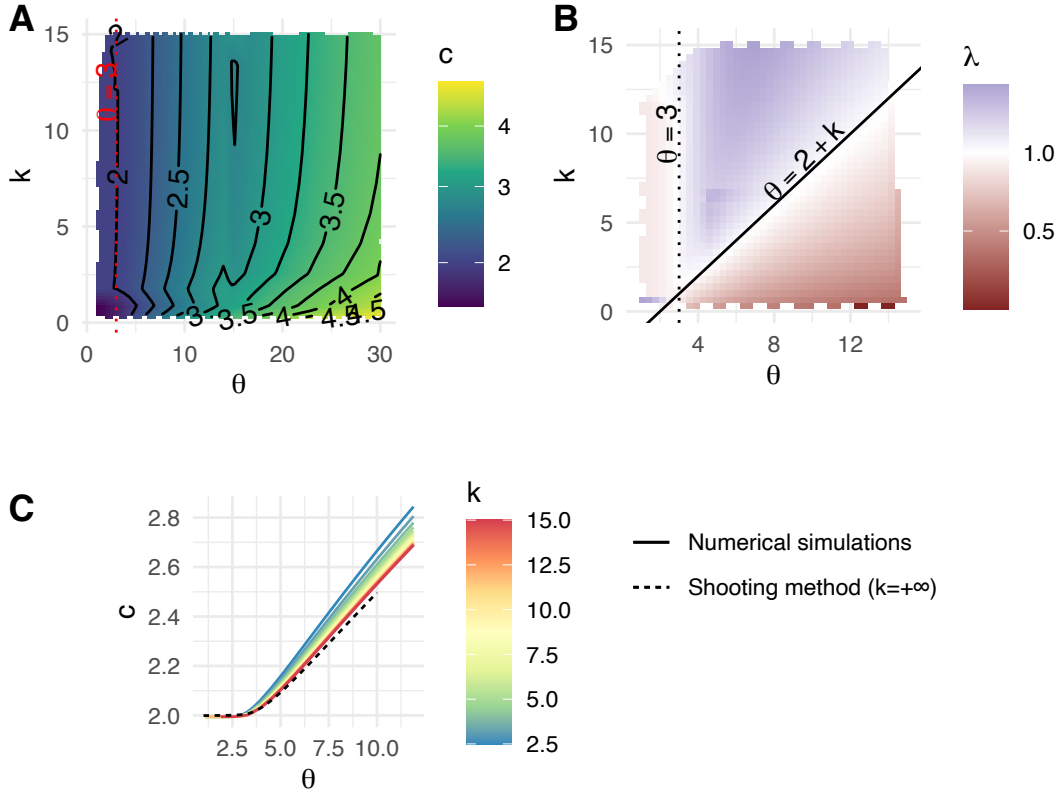 A
15
10
5
0
k
0
10
20
30
θ
θ = 3
2
2
2.5
3
3.5
3
3.5
4
4
4.5
4.5
c
4
3
2
B
15
10
5
0
k
4
8
12
θ
θ = 3
θ = 2 + k
λ
1.0
0.5
C
2.8
2.6
2.4
2.2
2.0
c
2.5 5.0 7.5 10.0
θ
k
15.0
12.5
10.0
7.5
5.0
2.5
Numerical simulations
Shooting method (k=+∞)